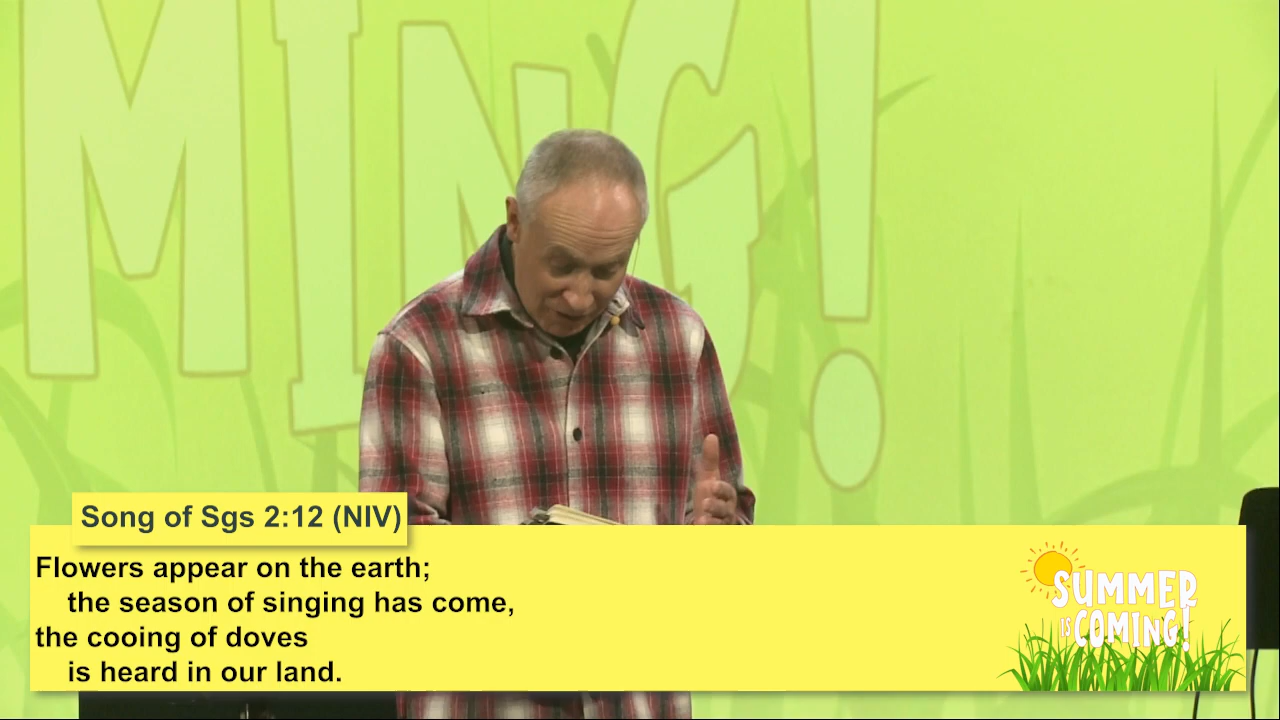 MING!
Song of Sgs 2:12 (NIV)
Flowers appear on the earth;
the season of singing has come,
the cooing of doves
is heard in our land.
SUMMER
IS COMING!